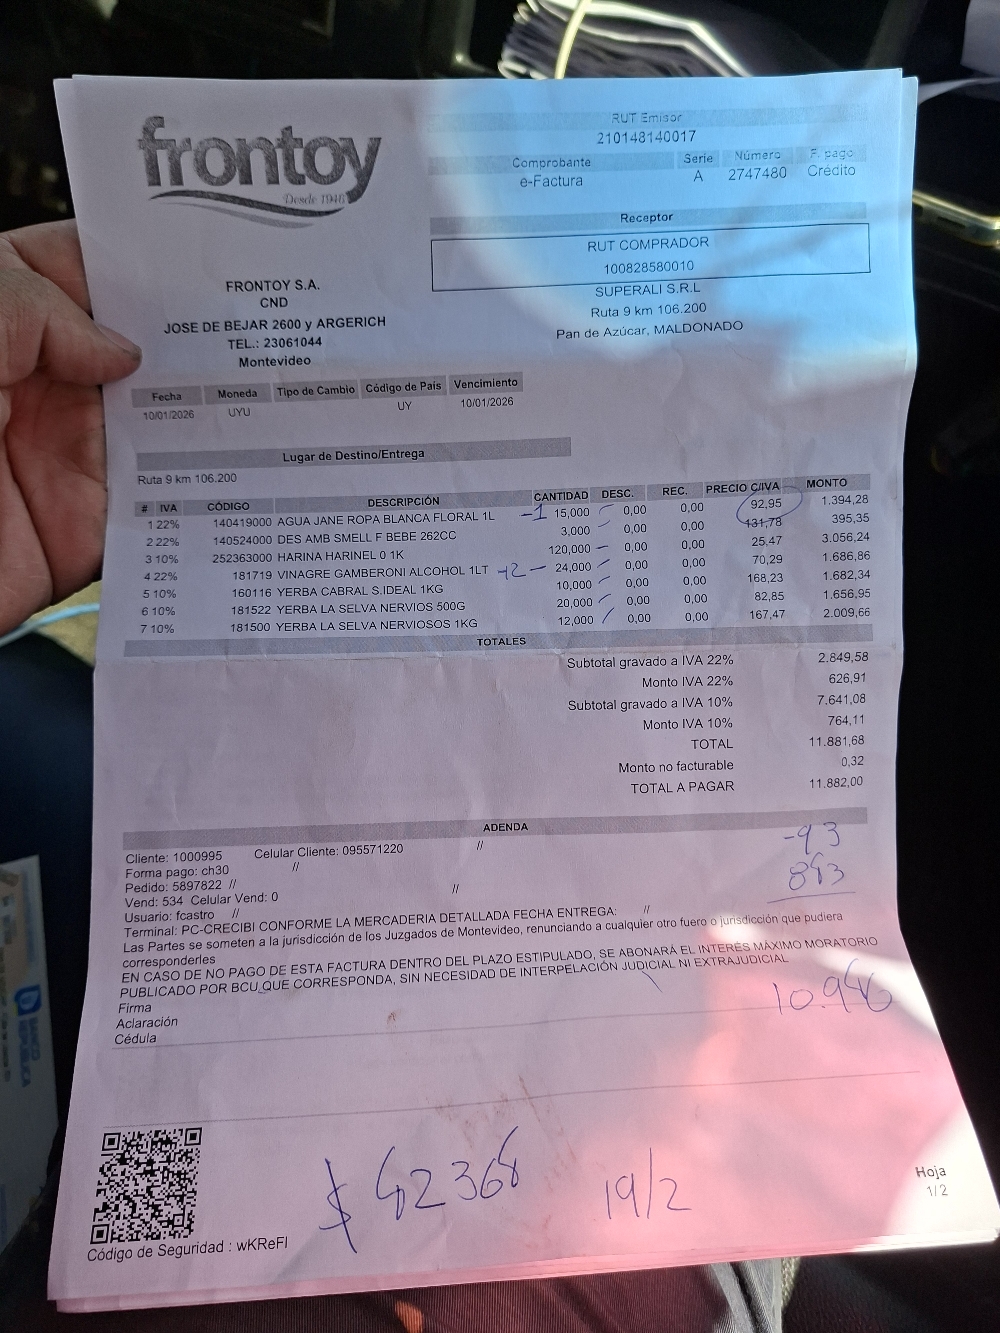 frontoy
Desde 1946
RUT Emisor
210148140017
Comprobante Serie Número F. pago
e-Factura A 2747480 Crédito
Receptor
RUT COMPRADOR
100828580010
SUPERALI S.R.L
Ruta 9 km 106.200
Pan de Azúcar, MALDONADO
FRONTOY S.A.
CND
JOSE DE BEJAR 2600 y ARGERICH
TEL.: 23061044
Montevideo
Fecha Moneda Tipo de Cambio Código de País Vencimiento
10/01/2026 UYU UY 10/01/2026
Lugar de Destino/Entrega
Ruta 9 km 106.200
# IVA CÓDIGO DESCRIPCIÓN CANTIDAD DESC. REC. PRECIO C/IVA MONTO
1 22% 140419000 AGUA JANE ROPA BLANCA FLORAL 1L -1 15,000 0,00 0,00 92,95 1.394,28
2 22% 140524000 DES AMB SMELL F BEBE 262CC 3,000 0,00 0,00 131,78 395,35
3 10% 252363000 HARINA HARINEL 0 1K 120,000 0,00 0,00 25,47 3.056,24
4 22% 181719 VINAGRE GAMBERONI ALCOHOL 1LT 24,000 0,00 0,00 70,29 1.686,86
5 10% 160116 YERBA CABRAL S.IDEAL 1KG 10,000 0,00 0,00 168,23 1.682,34
6 10% 181522 YERBA LA SELVA NERVIOS 500G 20,000 0,00 0,00 82,85 1.656,95
7 10% 181500 YERBA LA SELVA NERVIOSOS 1KG 12,000 0,00 0,00 167,47 2.009,66
TOTALES
Subtotal gravado a IVA 22% 2.849,58
Monto IVA 22% 626,91
Subtotal gravado a IVA 10% 7.641,08
Monto IVA 10% 764,11
TOTAL 11.881,68
Monto no facturable 0,32
TOTAL A PAGAR 11.882,00
ADENDA
Cliente: 1000995 Celular Cliente: 095571220 //
Forma pago: ch30 //
Pedido: 5897822 //
Vend: 534 Celular Vend: 0 //
Usuario: fcastro //
Terminal: PC-CRECIBI CONFORME LA MERCADERIA DETALLADA FECHA ENTREGA: //
Las Partes se someten a la jurisdicción de los Juzgados de Montevideo, renunciando a cualquier otro fuero o jurisdicción que pudiera
corresponderles
EN CASO DE NO PAGO DE ESTA FACTURA DENTRO DEL PLAZO ESTIPULADO, SE ABONARÁ EL INTERÉS MÁXIMO MORATORIO
PUBLICADO POR BCU QUE CORRESPONDA, SIN NECESIDAD DE INTERPELACIÓN JUDICIAL NI EXTRAJUDICIAL
Firma
Aclaración
Cédula
-93
843
10.946
$ 42368 19/2
Hoja
1/2
Código de Seguridad : wKReFI
BANCO
REPÚBLICA